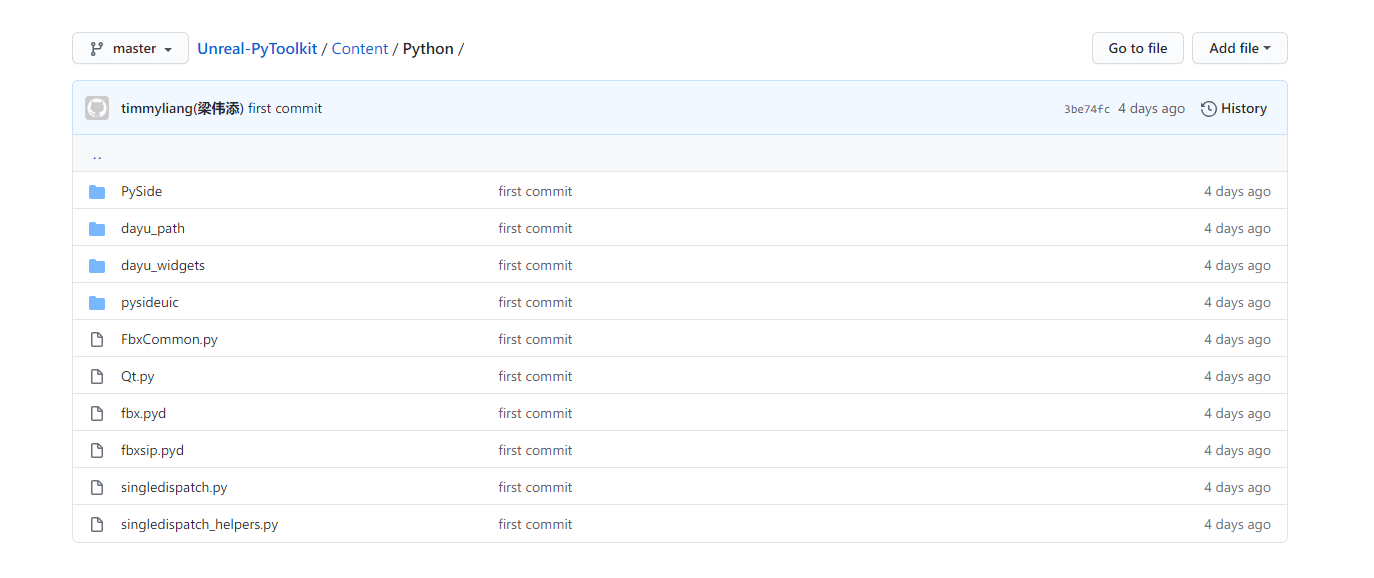 master Unreal-PyToolkit / Content / Python / Go to file Add file
timmyliang(梁伟添) first commit 3be74fc 4 days ago History
..
PySide first commit 4 days ago
dayu_path first commit 4 days ago
dayu_widgets first commit 4 days ago
pysideuic first commit 4 days ago
FbxCommon.py first commit 4 days ago
Qt.py first commit 4 days ago
fbx.pyd first commit 4 days ago
fbxsip.pyd first commit 4 days ago
singledispatch.py first commit 4 days ago
singledispatch_helpers.py first commit 4 days ago